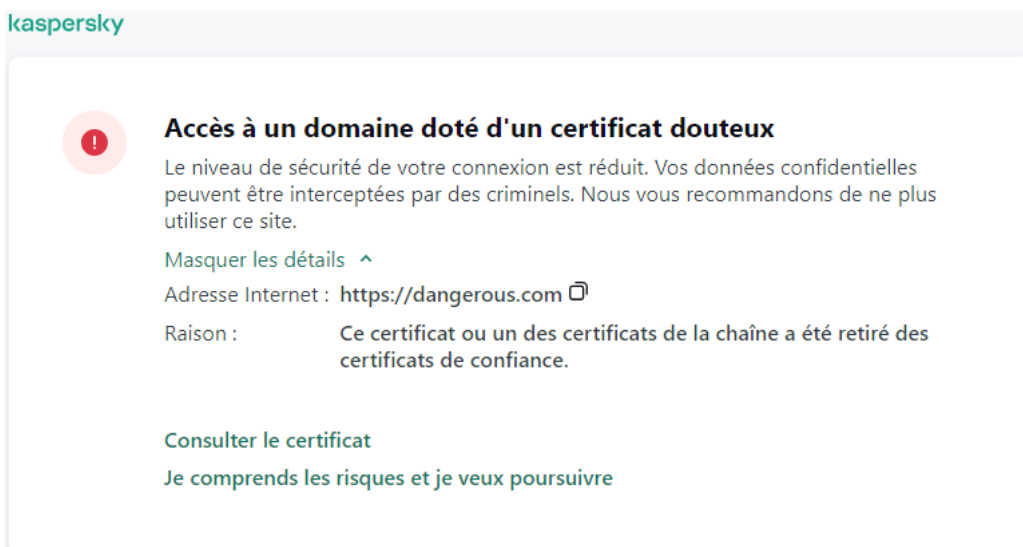 kaspersky
Accès à un domaine doté d'un certificat douteux
Le niveau de sécurité de votre connexion est réduit. Vos données confidentielles
peuvent être interceptées par des criminels. Nous vous recommandons de ne plus
utiliser ce site.
Masquer les détails
Adresse Internet : https://dangerous.com
Raison : Ce certificat ou un des certificats de la chaîne a été retiré des
certificats de confiance.
Consulter le certificat
Je comprends les risques et je veux poursuivre